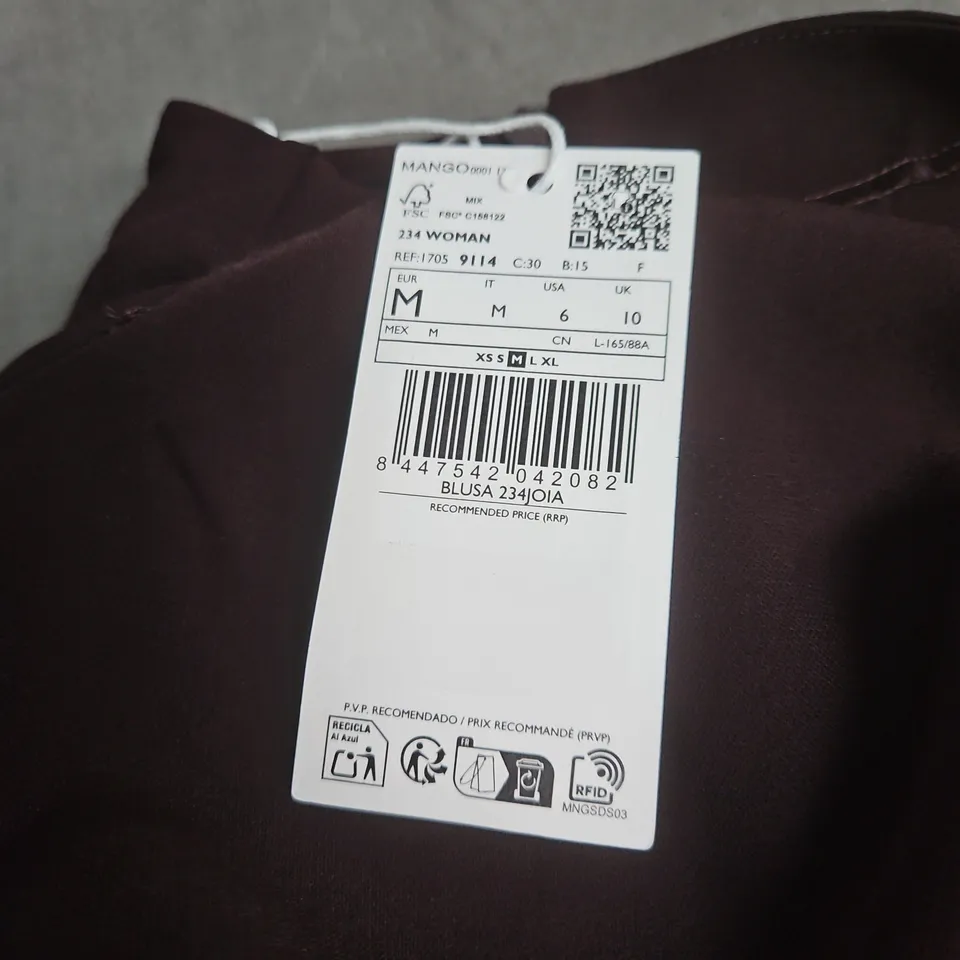 MANGO 0001
MIX
FSC FSC® C158122
234 WOMAN
REF:1705 9114 C:30 B:15 F
EUR IT USA UK
M M 6 10
MEX M CN L-165/88A
XS S M L XL
8 447542 042082
BLUSA 234JOIA
RECOMMENDED PRICE (RRP)
P.V.P. RECOMENDADO / PRIX RECOMMANDÉ (PRVP)
RECICLA
Al Azul
FR
RFID
MNGSDS03